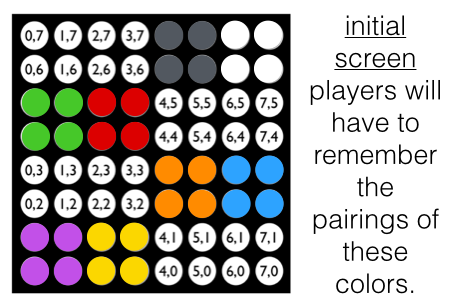 0,7 1,7 2,7 3,7
0,6 1,6 2,6 3,6
4,5 5,5 6,5 7,5
4,4 5,4 6,4 7,4
0,3 1,3 2,3 3,3
0,2 1,2 2,2 3,2
4,1 5,1 6,1 7,1
4,0 5,0 6,0 7,0
initial
screen
players will
have to
remember
the
pairings of
these
colors.